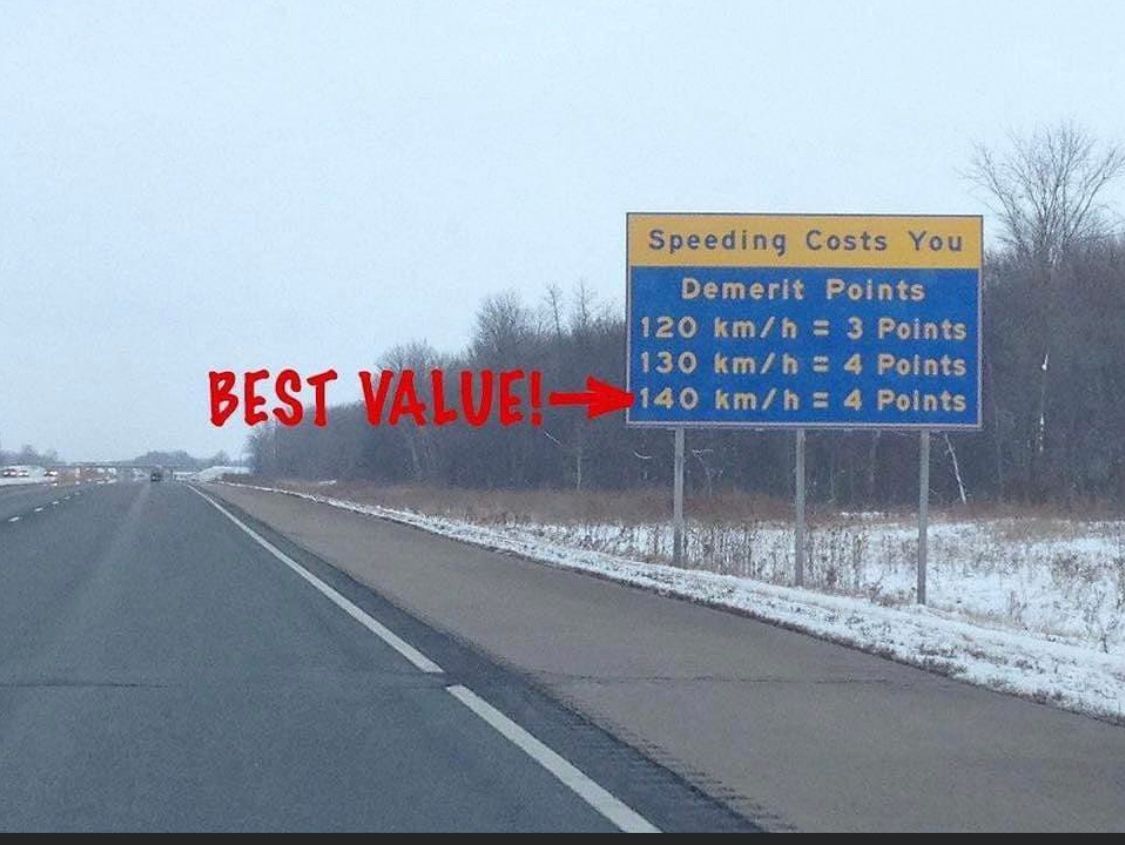 Speeding Costs You
Demerit Points
120 km/h = 3 Points
130 km/h = 4 Points
BEST VALUE! 140 km/h = 4 Points